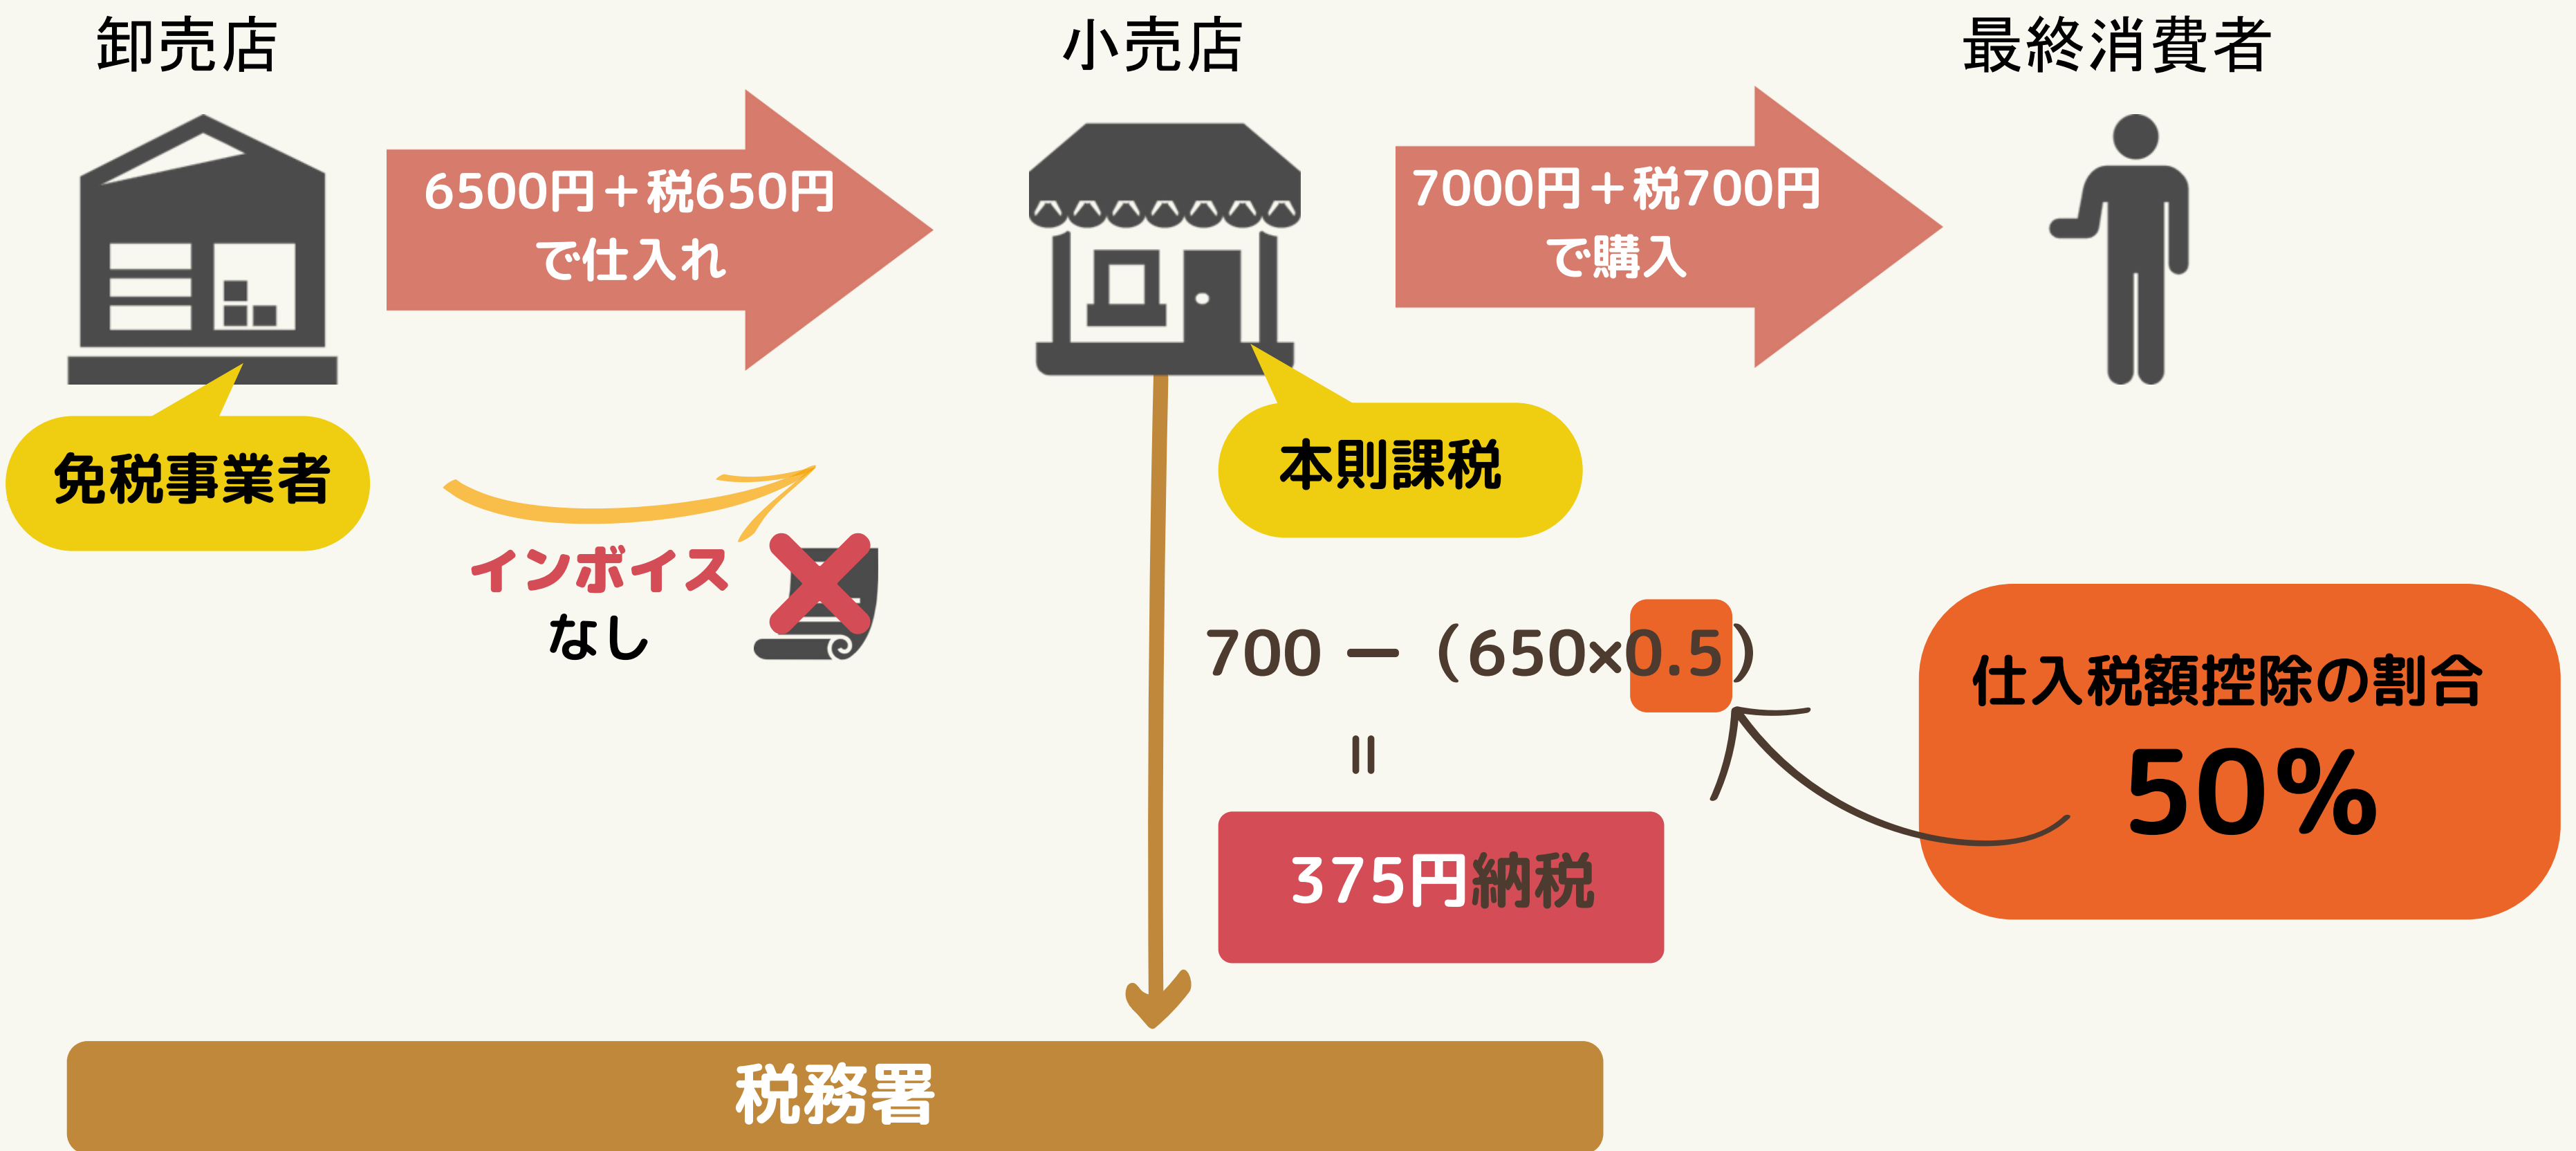 卸売店
小売店
最終消費者
6500円＋税650円
で仕入れ
7000円＋税700円
で購入
免税事業者
本則課税
インボイス
なし
700 －（650×0.5）
＝
375円納税
仕入税額控除の割合
50%
税務署